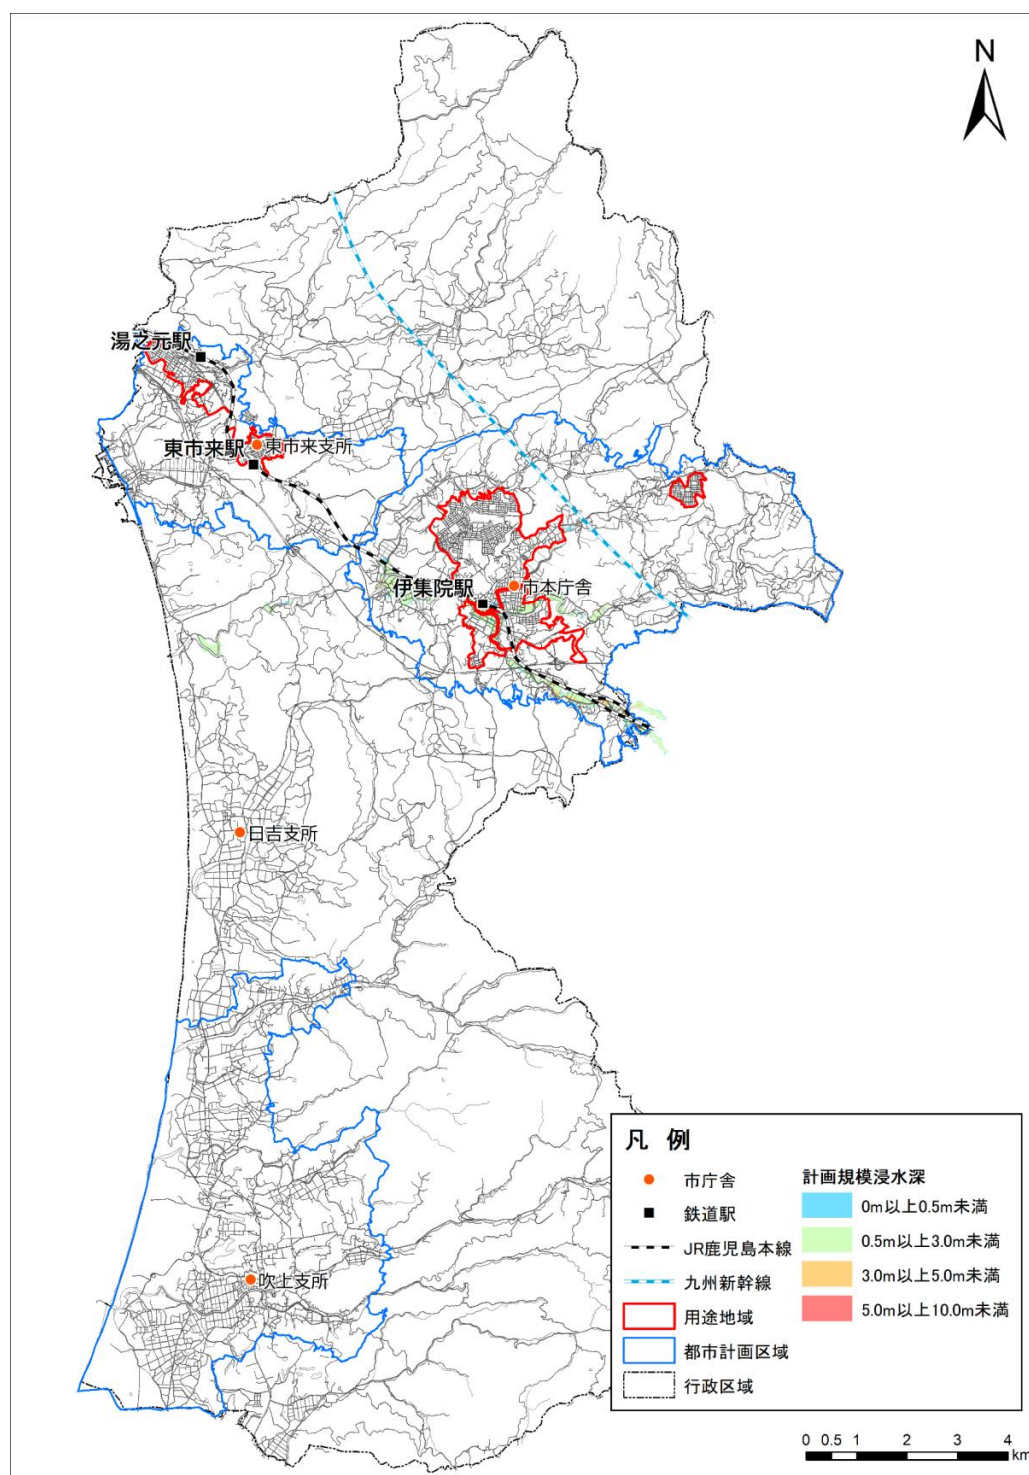 N
湯之元駅
東市来駅
東市来支所
伊集院駅
市本庁舎
日吉支所
吹上支所
凡 例
市庁舎
鉄道駅
JR鹿児島本線
九州新幹線
用途地域
都市計画区域
行政区域
計画規模浸水深
0m以上0.5m未満
0.5m以上3.0m未満
3.0m以上5.0m未満
5.0m以上10.0m未満
0 0.5 1 2 3 4
km